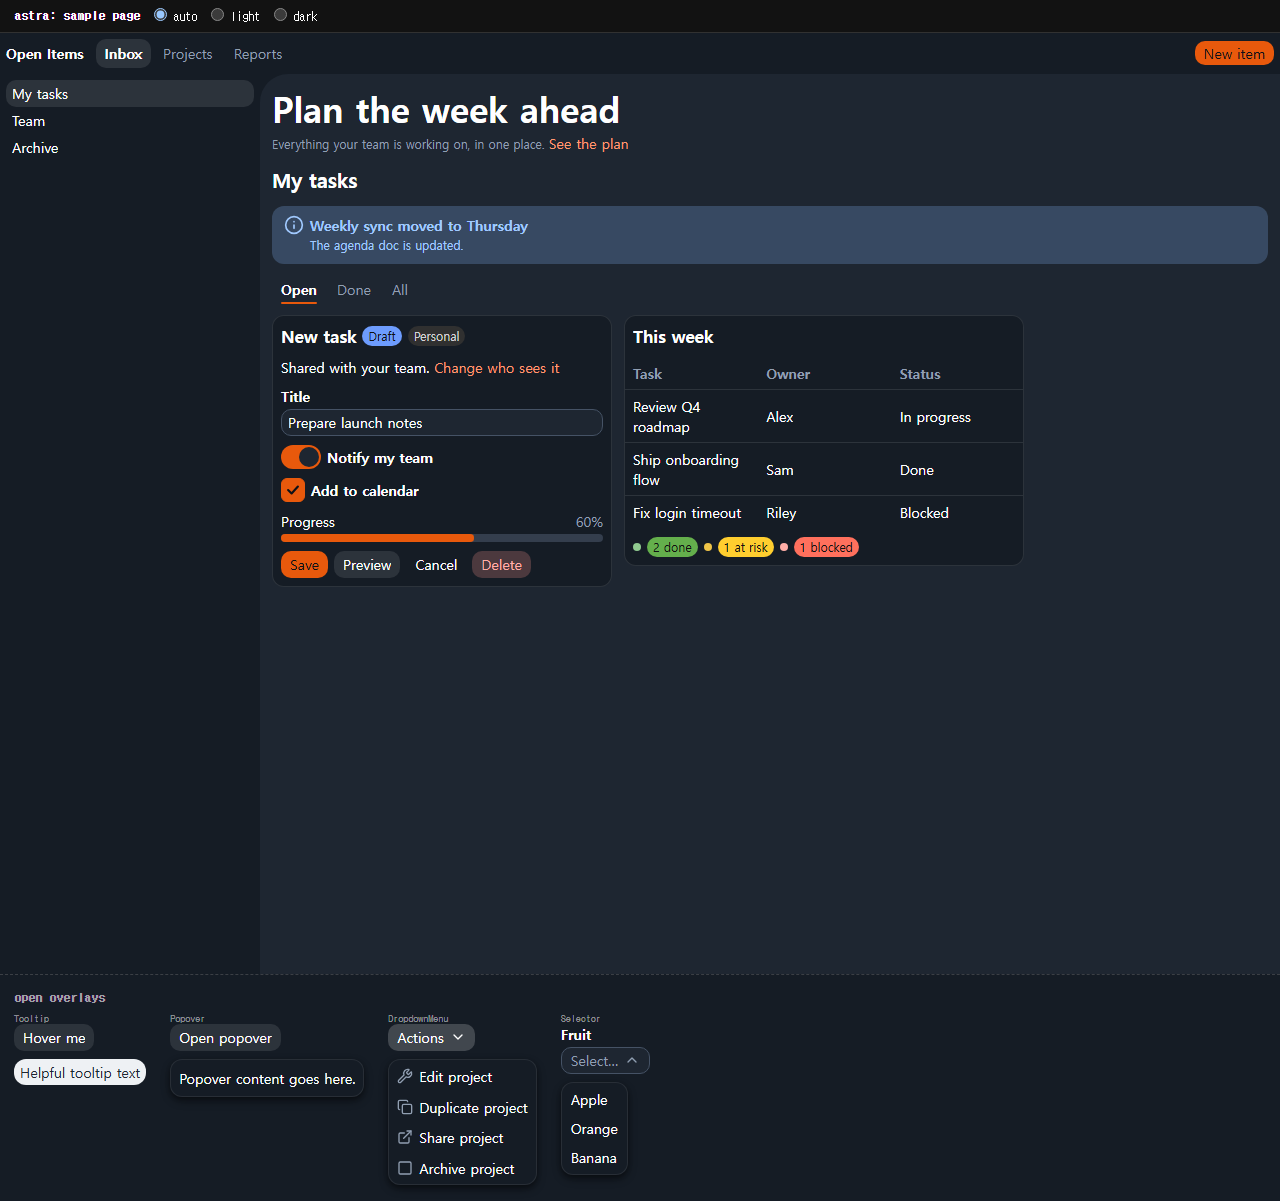 astra: sample page auto light dark
Open Items Inbox Projects Reports New item
My tasks
Team
Archive
Plan the week ahead
Everything your team is working on, in one place. See the plan
My tasks
Weekly sync moved to Thursday
The agenda doc is updated.
Open Done All
New task Draft Personal
Shared with your team. Change who sees it
Title
Prepare launch notes
Notify my team
Add to calendar
Progress 60%
Save Preview Cancel Delete
This week
Task Owner Status
Review Q4 roadmap Alex In progress
Ship onboarding flow Sam Done
Fix login timeout Riley Blocked
2 done 1 at risk 1 blocked
open overlays
Tooltip
Hover me
Helpful tooltip text
Popover
Open popover
Popover content goes here.
DropdownMenu
Actions
Edit project
Duplicate project
Share project
Archive project
Selector
Fruit
Select...
Apple
Orange
Banana